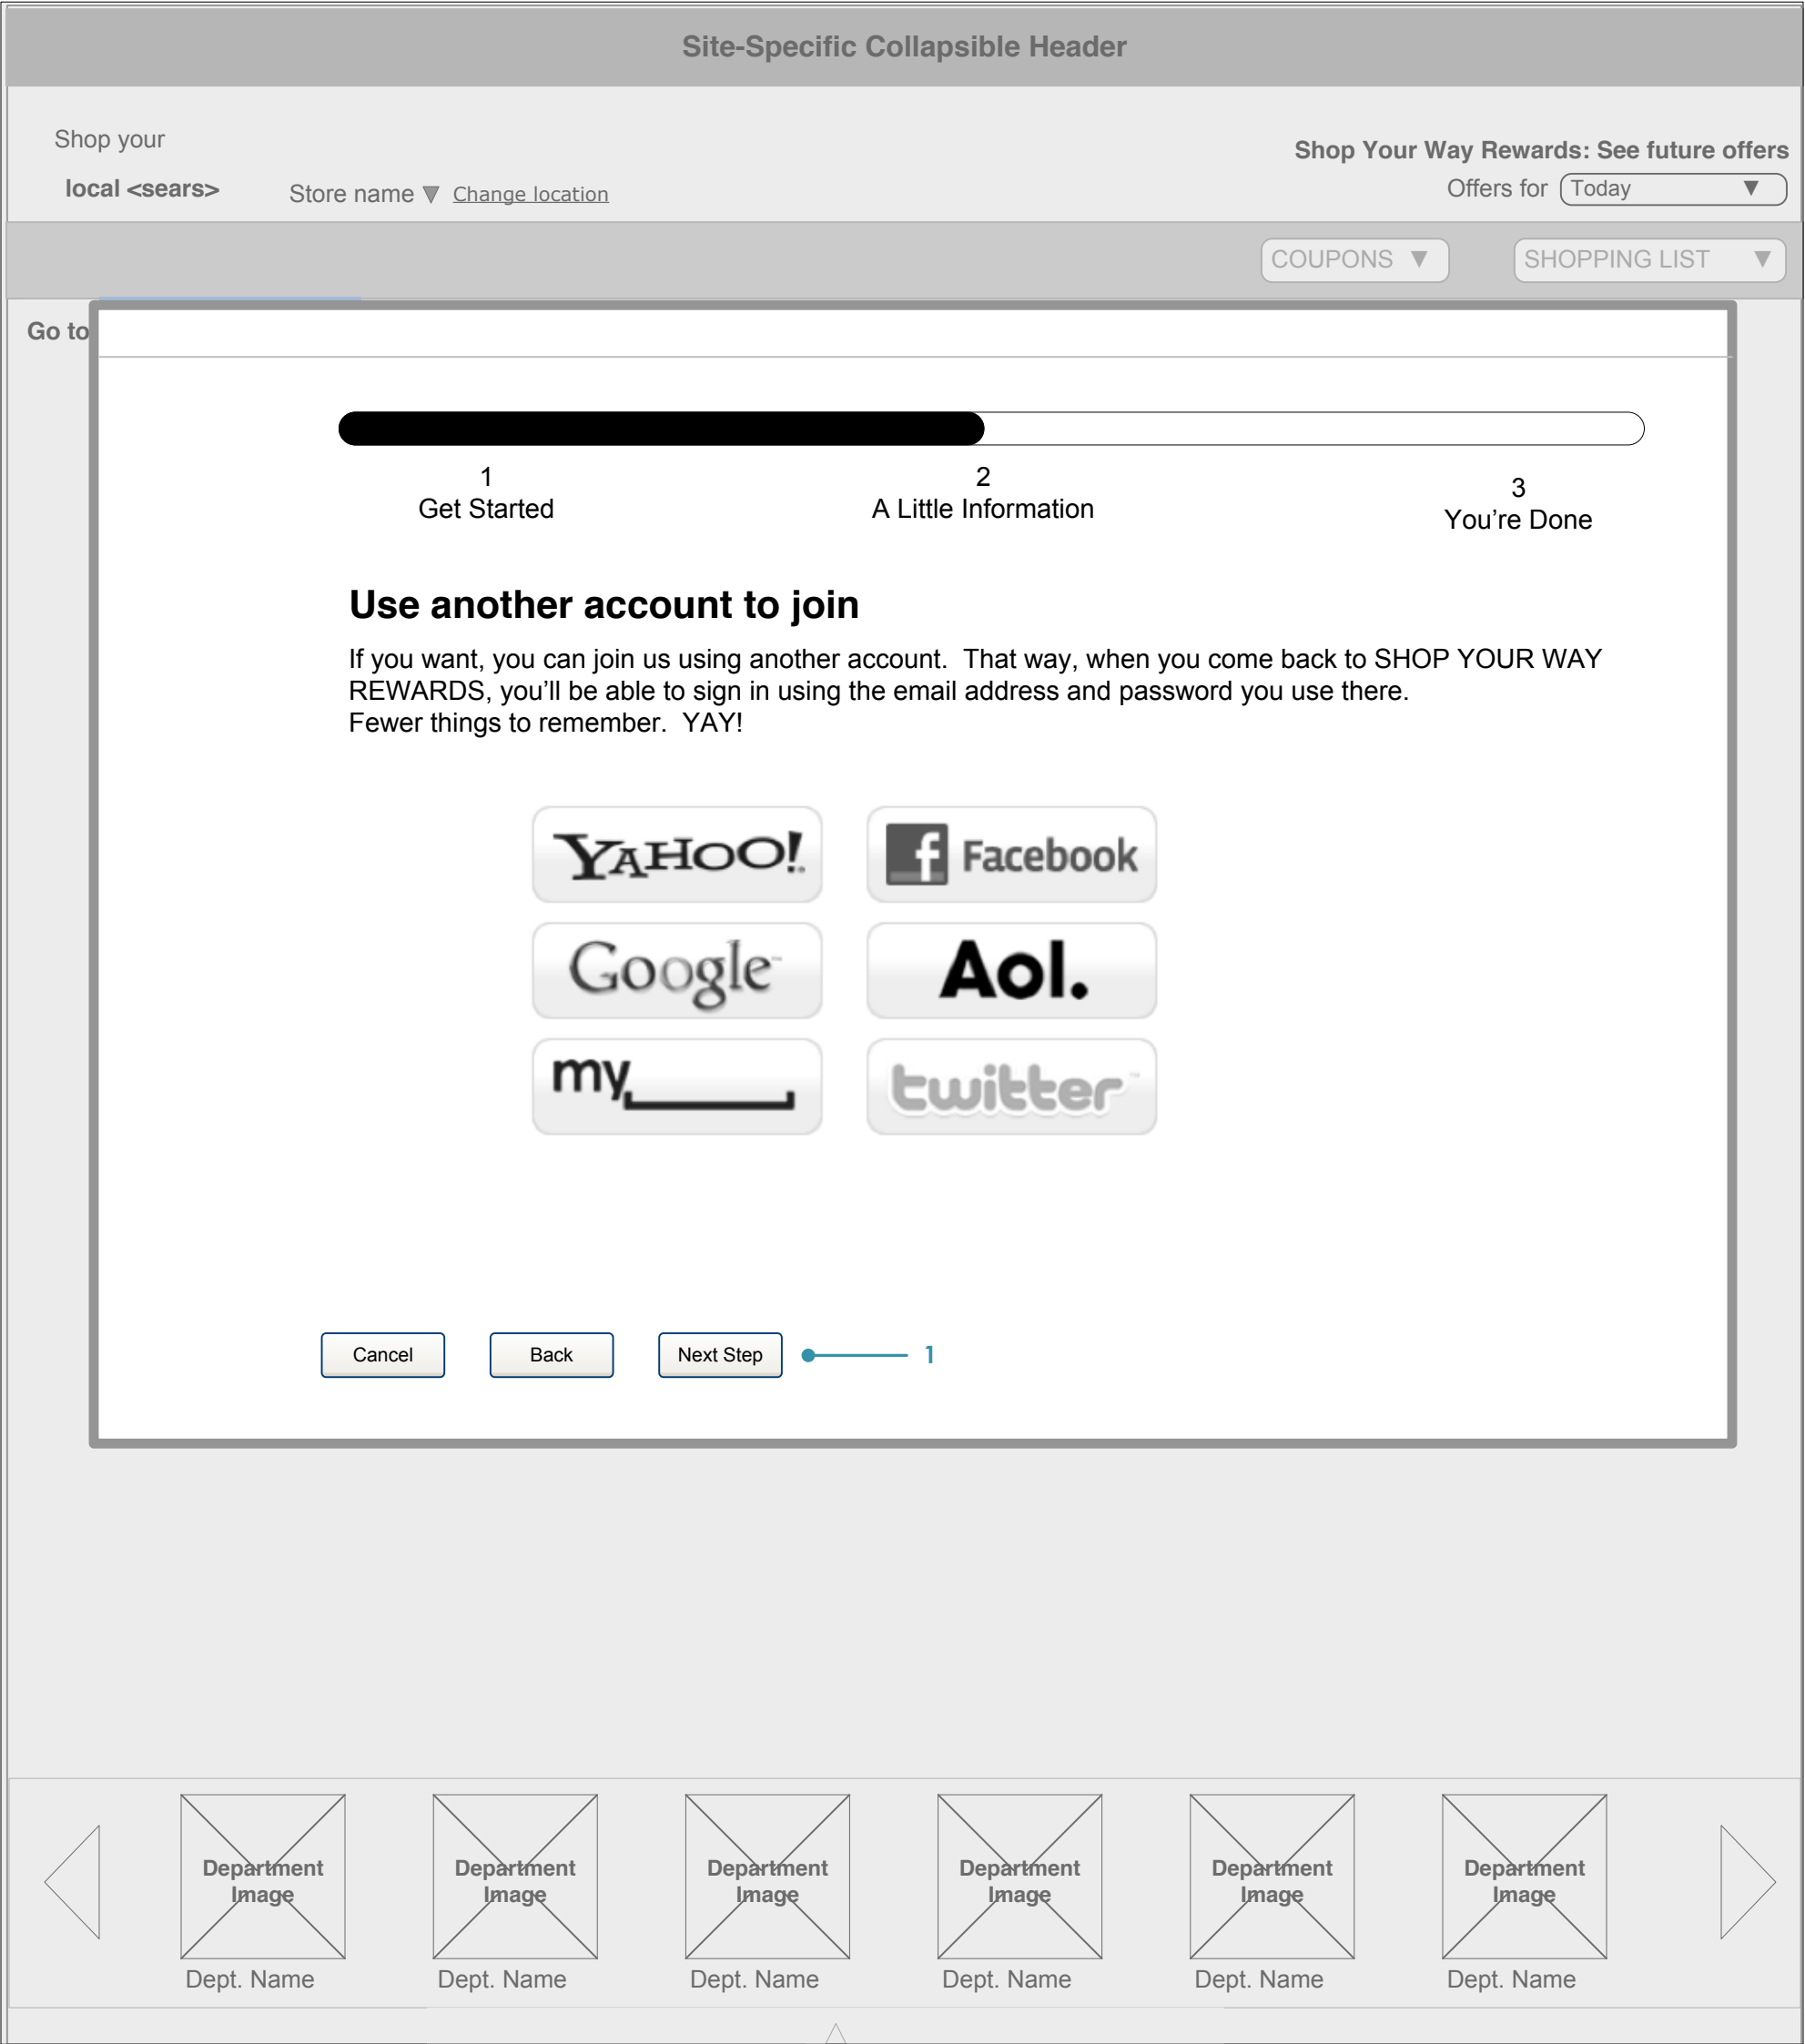 Site-Specific Collapsible Header
Shop your
Shop Your Way Rewards: See future offers
local <sears>
Store name ▼ Change location
Offers for Today ▼
COUPONS ▼
SHOPPING LIST ▼
Go to
1
Get Started
2
A Little Information
3
You’re Done
Use another account to join
If you want, you can join us using another account.  That way, when you come back to SHOP YOUR WAY
REWARDS, you’ll be able to sign in using the email address and password you use there.
Fewer things to remember.  YAY!
YAHOO!
Facebook
Google™
Aol.
my
twitter™
Cancel
Back
Next Step
1
Department
Image
Department
Image
Department
Image
Department
Image
Department
Image
Department
Image
Dept. Name
Dept. Name
Dept. Name
Dept. Name
Dept. Name
Dept. Name